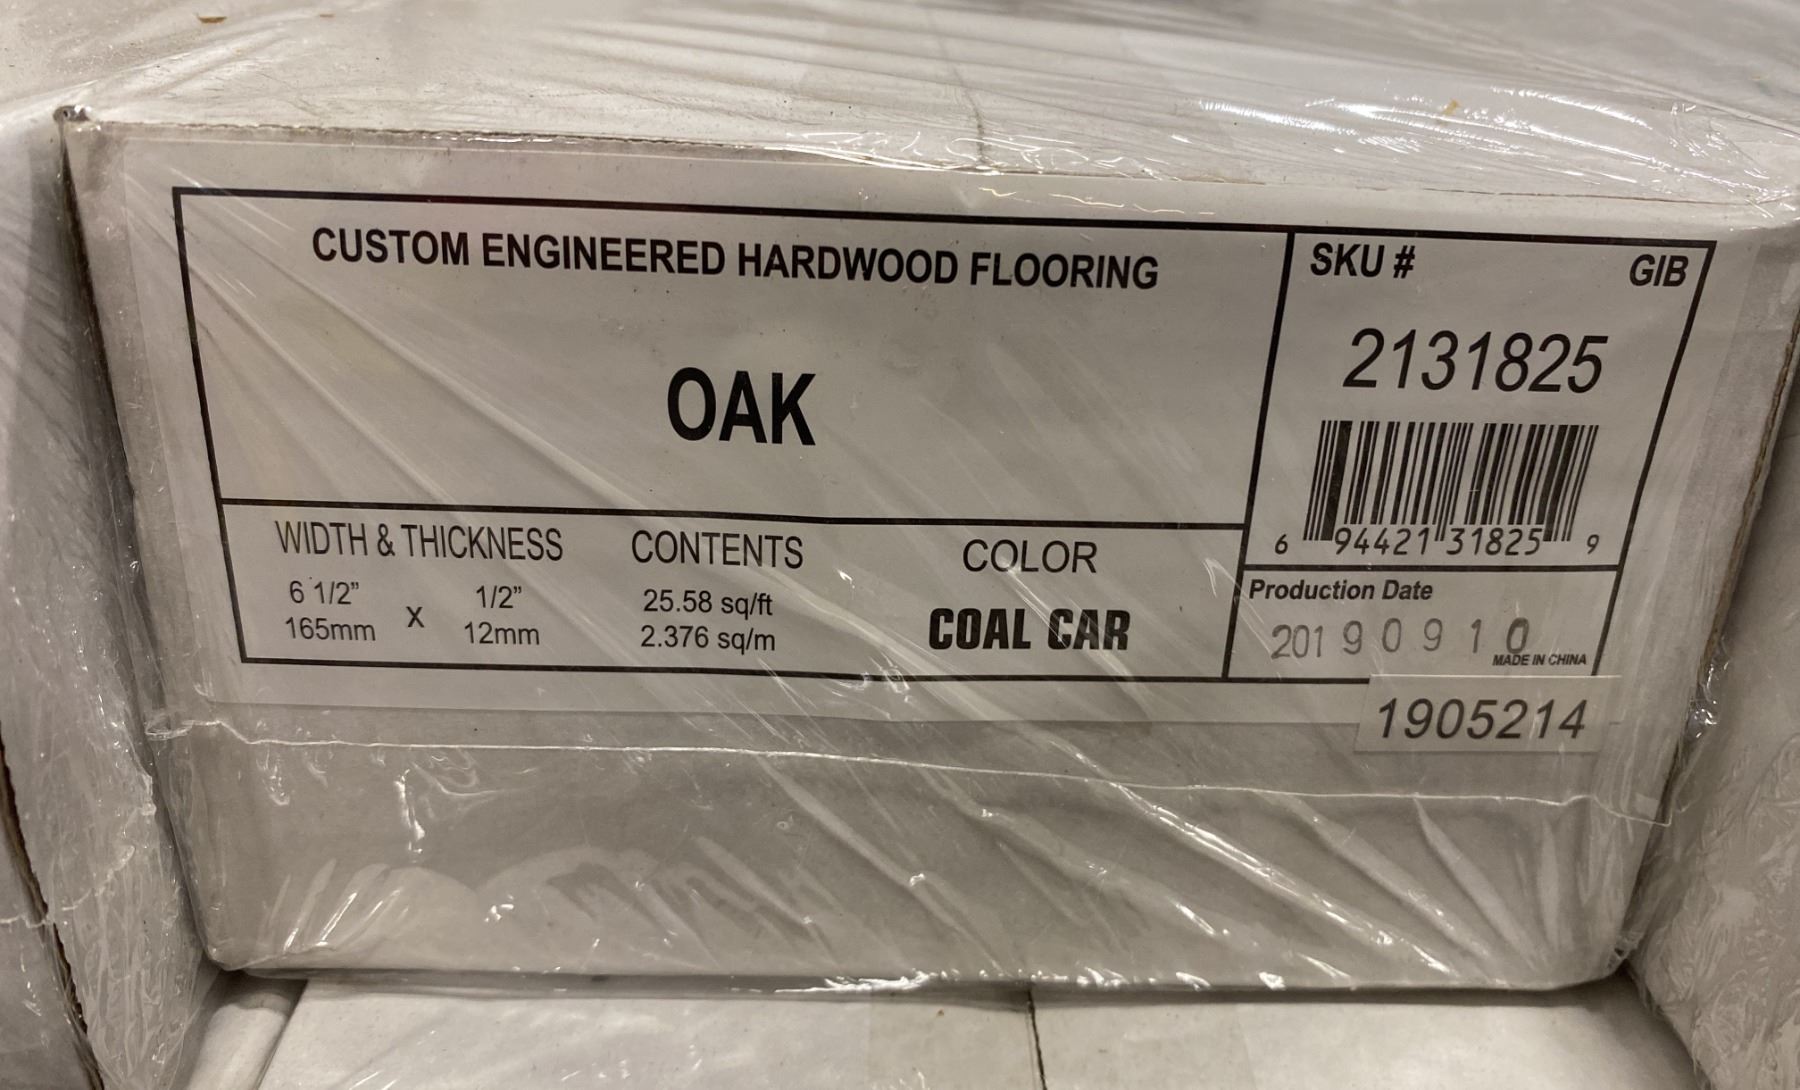 CUSTOM ENGINEERED HARDWOOD FLOORING
OAK
WIDTH & THICKNESS
6 1/2” X 1/2”
165mm 12mm
CONTENTS
25.58 sq/ft
2.376 sq/m
COLOR
COAL CAR
SKU # GIB
2131825
6 94421 31825 9
Production Date
20190910
MADE IN CHINA
1905214